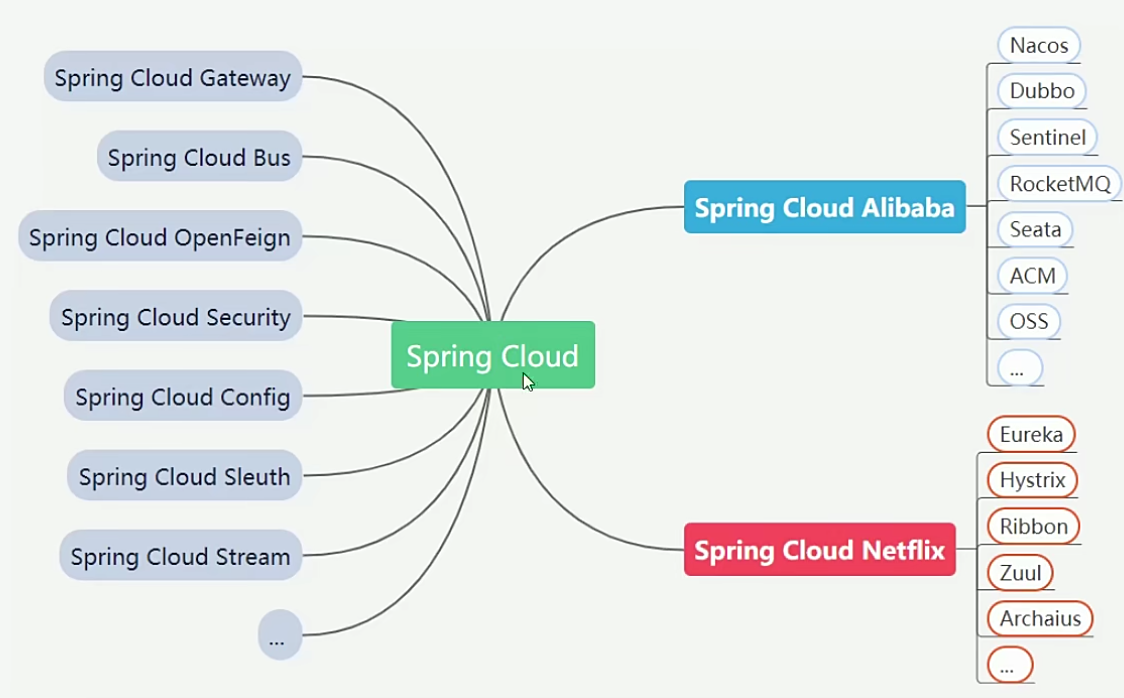 Spring Cloud Gateway
Spring Cloud Bus
Spring Cloud OpenFeign
Spring Cloud Security
Spring Cloud Config
Spring Cloud Sleuth
Spring Cloud Stream
...
Spring Cloud
Spring Cloud Alibaba
Nacos
Dubbo
Sentinel
RocketMQ
Seata
ACM
OSS
...
Spring Cloud Netflix
Eureka
Hystrix
Ribbon
Zuul
Archaius
...